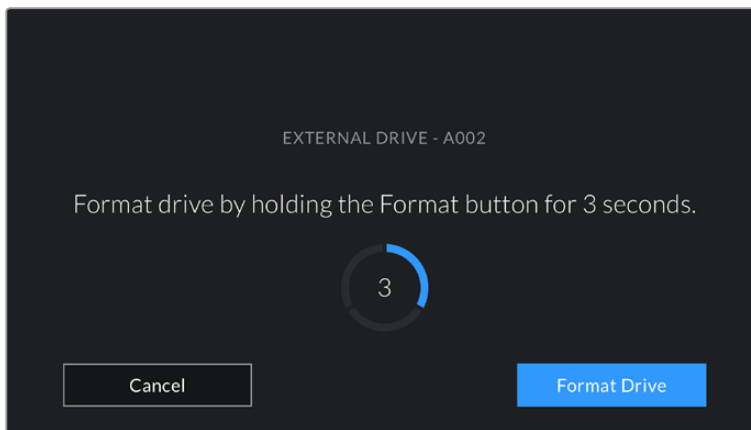 EXTERNAL DRIVE - A002
Format drive by holding the Format button for 3 seconds.
3
Cancel
Format Drive